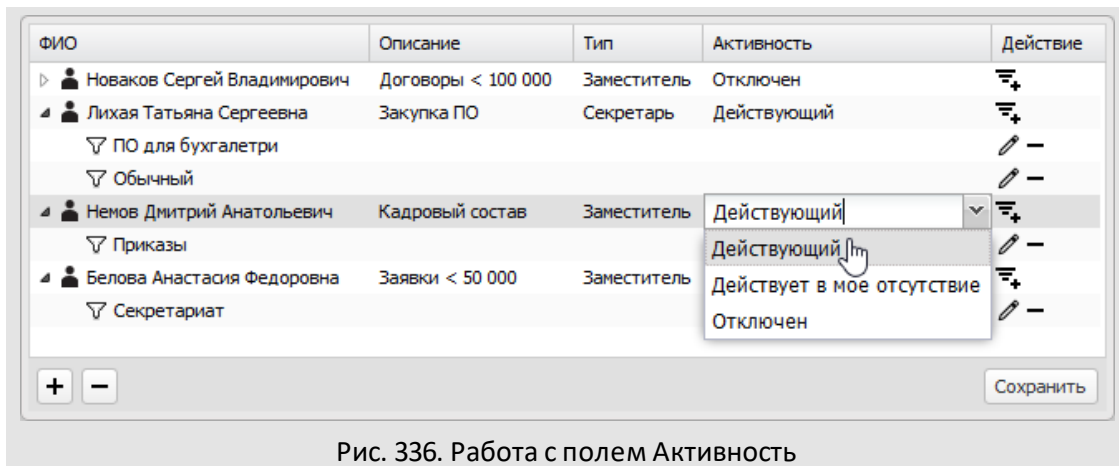 ФИО Описание Тип Активность Действие
Новаков Сергей Владимирович Договоры < 100 000 Заместитель Отключен
Лихая Татьяна Сергеевна Закупка ПО Секретарь Действующий
ПО для бухгалетри
Обычный
Немов Дмитрий Анатольевич Кадровый состав Заместитель Действующий
Приказы
Действующий
Белова Анастасия Федоровна Заявки < 50 000 Заместитель
Действует в мое отсутствие
Секретариат
Отключен
Сохранить
Рис. 336. Работа с полем Активность